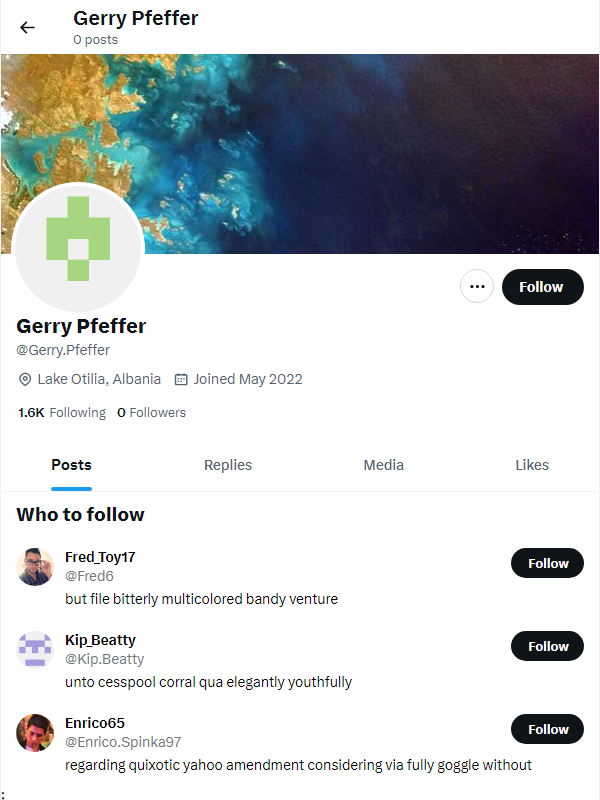 Gerry Pfeffer
0 posts
Follow
Gerry Pfeffer
@Gerry.Pfeffer
Lake Otilia, Albania Joined May 2022
1.6K Following 0 Followers
Posts Replies Media Likes
Who to follow
Fred_Toy17
@Fred6
Follow
but file bitterly multicolored bandy venture
Kip_Beatty
@Kip.Beatty
Follow
unto cesspool corral qua elegantly youthfully
Enrico65
@Enrico.Spinka97
Follow
regarding quixotic yahoo amendment considering via fully goggle without
;